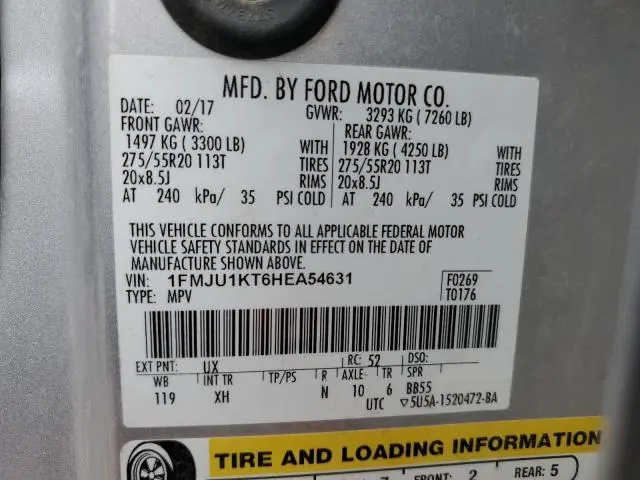 MFD. BY FORD MOTOR CO.
DATE: 02/17 GVWR: 3293 KG ( 7260 LB)
FRONT GAWR: REAR GAWR:
1497 KG ( 3300 LB) WITH 1928 KG ( 4250 LB) WITH
275/55R20 113T TIRES 275/55R20 113T TIRES
20x8.5J RIMS 20x8.5J RIMS
AT 240 kPa/ 35 PSI COLD AT 240 kPa/ 35 PSI COLD
THIS VEHICLE CONFORMS TO ALL APPLICABLE FEDERAL MOTOR
VEHICLE SAFETY STANDARDS IN EFFECT ON THE DATE OF
MANUFACTURE SHOWN ABOVE.
VIN: 1FMJU1KT6HEA54631 F0269
TYPE: MPV T0176
EXT PNT: UX RC: 52 DSO:
WB INT TR TP/PS R AXLE TR SPR
119 XH N 10 6 BB55
UTC ▽5U5A-1520472-BA
TIRE AND LOADING INFORMATION
FRONT: 2 REAR: 5